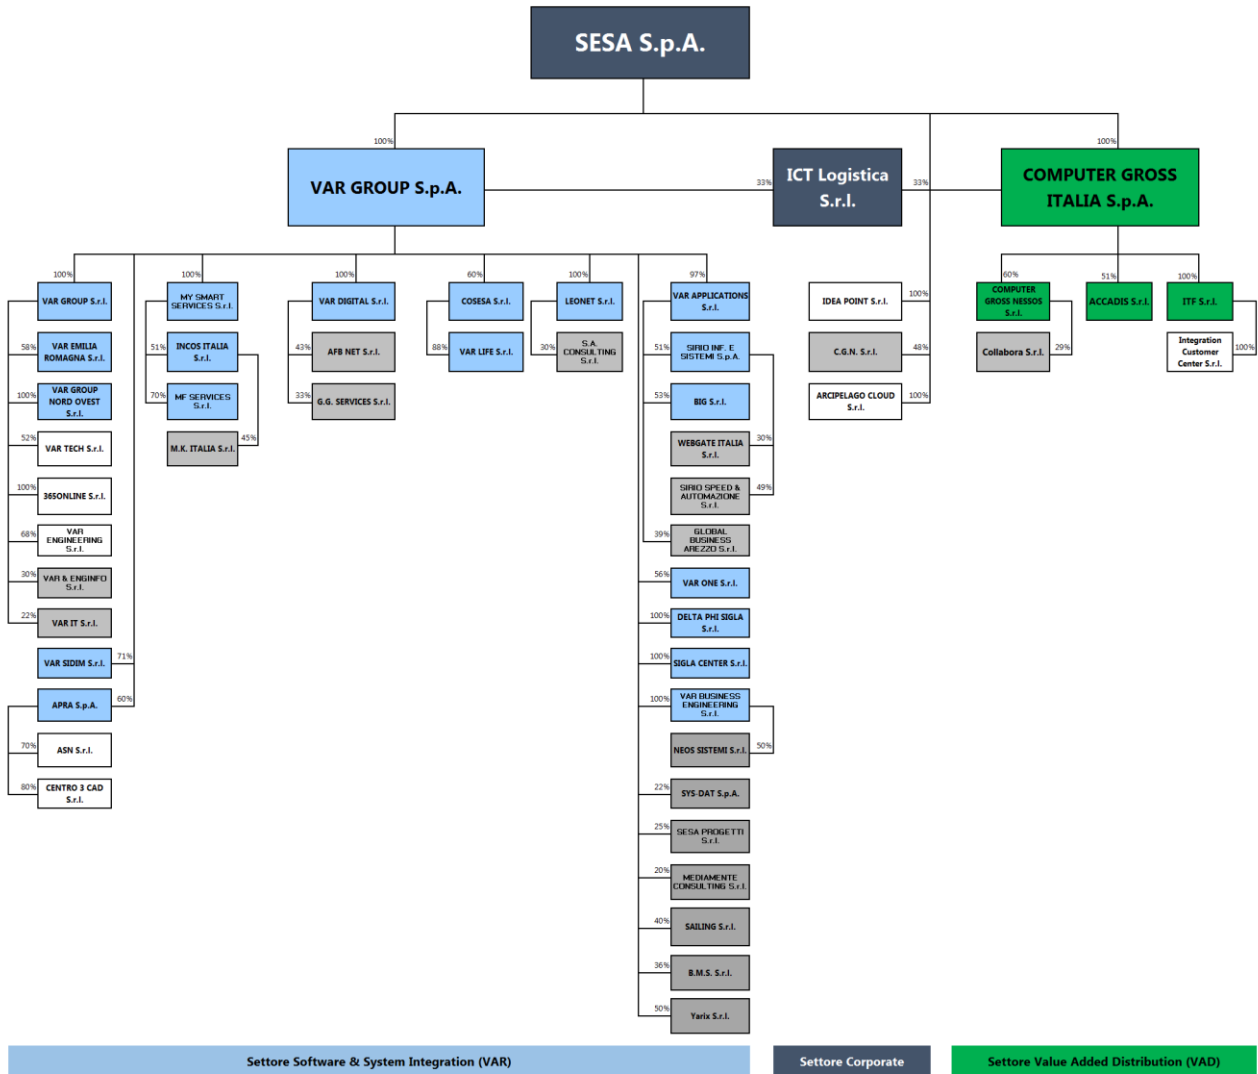 SESA S.p.A.
100%
100%
VAR GROUP S.p.A.
33%
ICT Logistica
S.r.l.
33%
COMPUTER GROSS
ITALIA S.p.A.
100%
100%
100%
60%
100%
97%
60%
51%
100%
VAR GROUP S.r.l.
MY SMART
SERVICES S.r.l.
VAR DIGITAL S.r.l.
COSESA S.r.l.
LEONET S.r.l.
VAR APPLICATIONS
S.r.l.
IDEA POINT S.r.l.
100%
COMPUTER
GROSS NESSOS
S.r.l.
ACCADIS S.r.l.
ITF S.r.l.
58%
VAR EMILIA
ROMAGNA S.r.l.
51%
INCOS ITALIA
S.r.l.
43%
AFB NET S.r.l.
88%
VAR LIFE S.r.l.
30%
S.A.
CONSULTING
S.r.l.
51%
SIRIO INF. E
SISTEMI S.p.A.
C.G.N. S.r.l.
48%
Collabora S.r.l.
29%
Integration
Customer
Center S.r.l.
100%
100%
VAR GROUP
NORD OVEST
S.r.l.
70%
MF SERVICES
S.r.l.
33%
G.G. SERVICES S.r.l.
53%
BIG S.r.l.
ARCIPELAGO CLOUD
S.r.l.
100%
52%
VAR TECH S.r.l.
M.K. ITALIA S.r.l.
45%
WEBGATE ITALIA
S.r.l.
30%
100%
365ONLINE S.r.l.
SIRIO SPEED &
AUTOMAZIONE
S.r.l.
49%
68%
VAR
ENGINEERING
S.r.l.
39%
GLOBAL
BUSINESS
AREZZO S.r.l.
30%
VAR & ENGINFO
S.r.l.
56%
VAR ONE S.r.l.
22%
VAR IT S.r.l.
100%
DELTA PHI SIGLA
S.r.l.
VAR SIDIM S.r.l.
71%
100%
SIGLA CENTER S.r.l.
APRA S.p.A.
60%
100%
VAR BUSINESS
ENGINEERING
S.r.l.
70%
ASN S.r.l.
NEOS SISTEMI S.r.l.
50%
80%
CENTRO 3 CAD
S.r.l.
22%
SYS-DAT S.p.A.
25%
SESA PROGETTI
S.r.l.
20%
MEDIAMENTE
CONSULTING S.r.l.
40%
SAILING S.r.l.
36%
B.M.S. S.r.l.
50%
Yarix S.r.l.
Settore Software & System Integration (VAR)
Settore Corporate
Settore Value Added Distribution (VAD)